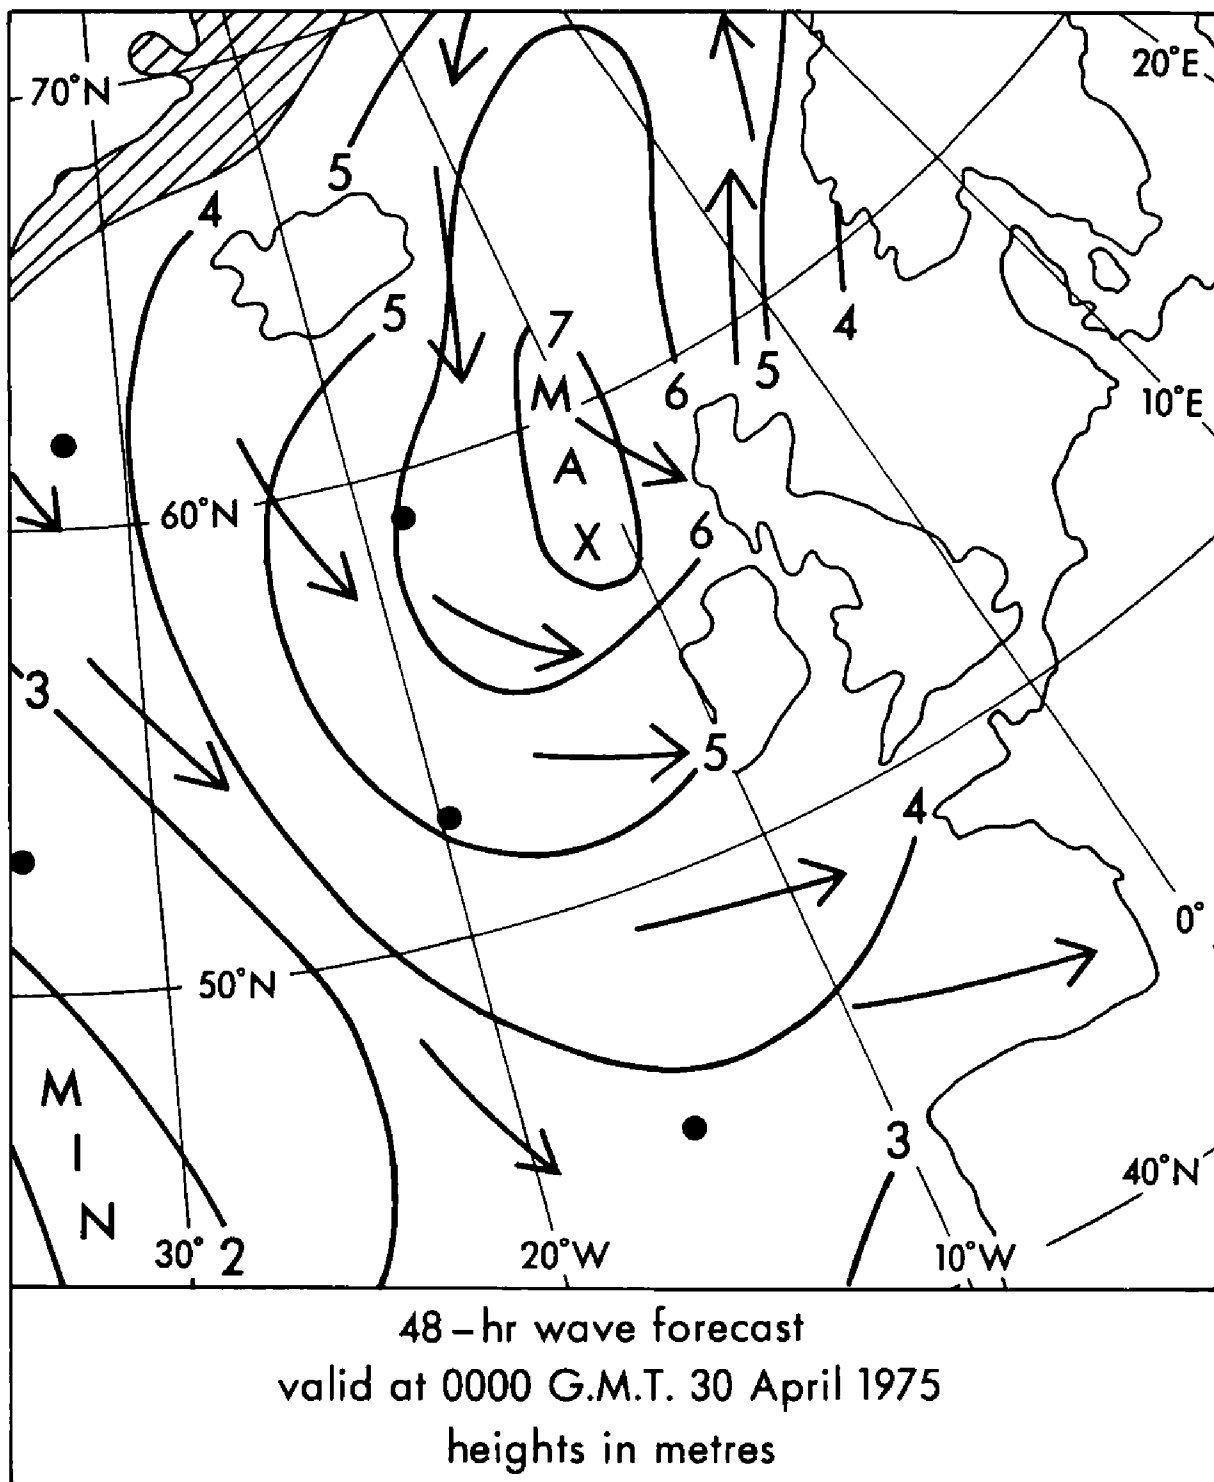 20°E
70°N
5
4
5
7
4
5
6
M
10°E
A
60°N
6
X
3
5
4
0°
50°N
M
3
I
40°N
N
30° 2
20°W
10°W
48-hr wave forecast
valid at 0000 G.M.T. 30 April 1975
heights in metres